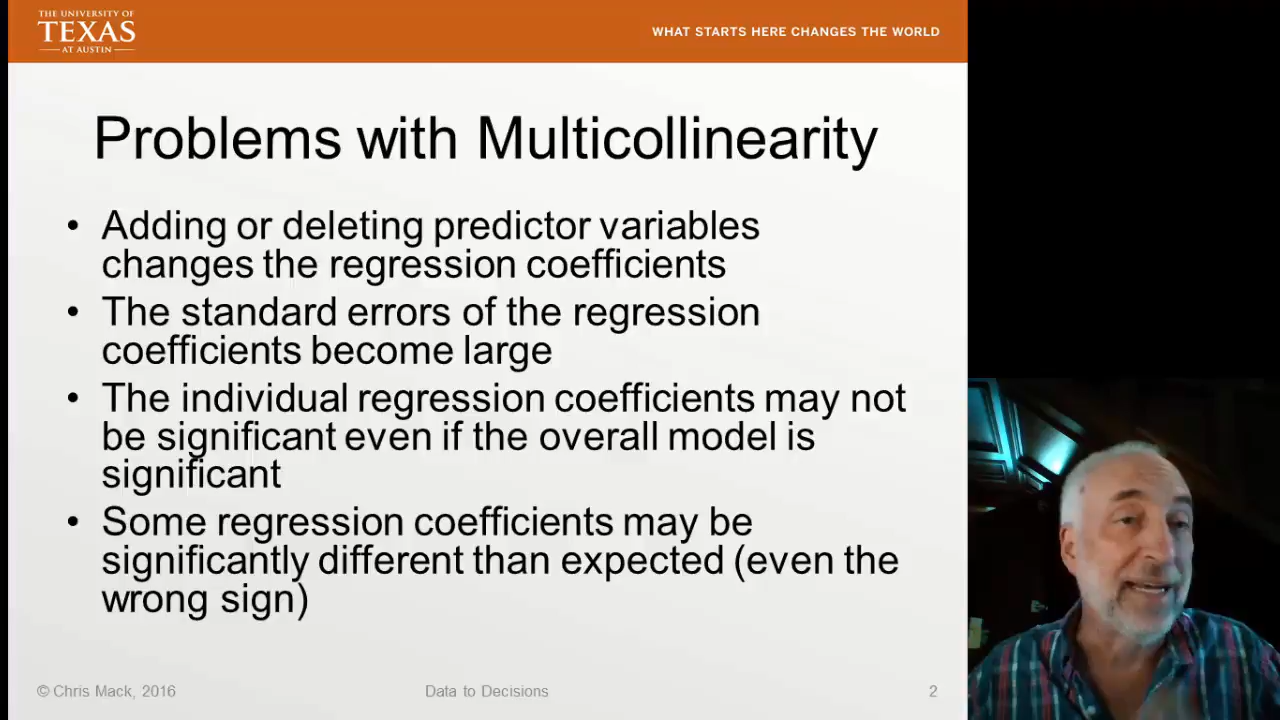 THE UNIVERSITY OF
TEXAS
AT AUSTIN
WHAT STARTS HERE CHANGES THE WORLD
Problems with Multicollinearity
• Adding or deleting predictor variables
changes the regression coefficients
• The standard errors of the regression
coefficients become large
• The individual regression coefficients may not
be significant even if the overall model is
significant
• Some regression coefficients may be
significantly different than expected (even the
wrong sign)
© Chris Mack, 2016
Data to Decisions
2